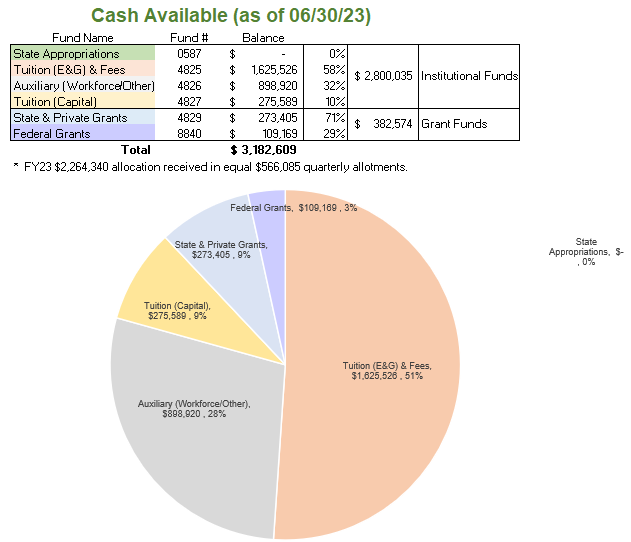 Cash Available (as of 06/30/23)
Fund Name Fund # Balance
State Appropriations 0587 $ - 0%
Tuition (E&G) & Fees 4825 $ 1,625,526 58%
$ 2,800,035 Institutional Funds
Auxiliary (Workforce/Other) 4826 $ 898,920 32%
Tuition (Capital) 4827 $ 275,589 10%
State & Private Grants 4829 $ 273,405 71%
$ 382,574 Grant Funds
Federal Grants 8840 $ 109,169 29%
Total $ 3,182,609
* FY23 $2,264,340 allocation received in equal $566,085 quarterly allotments.
Federal Grants, $109,169 , 3%
State & Private Grants,
$273,405 , 9%
State
Appropriations, $-
, 0%
Tuition (Capital),
$275,589 , 9%
Tuition (E&G) & Fees,
$1,625,526 , 51%
Auxiliary (Workforce/Other),
$898,920 , 28%